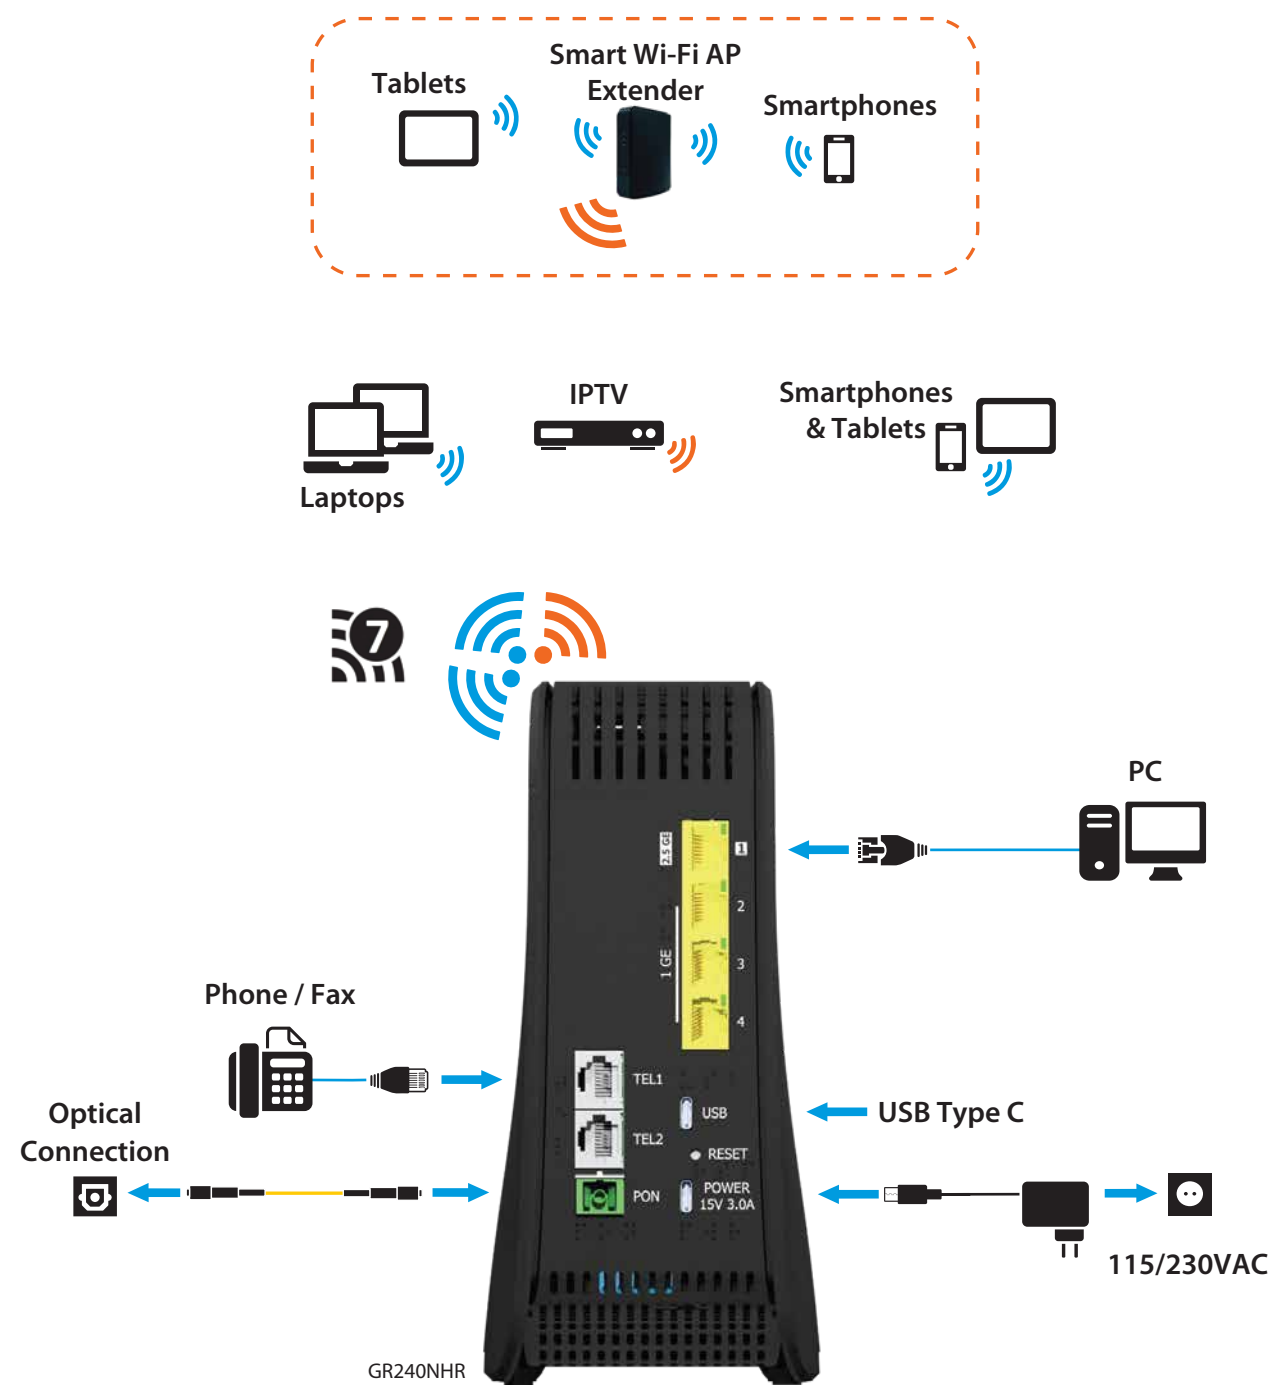 Smart Wi-Fi AP
Extender
Tablets
Smartphones
IPTV
Smartphones
& Tablets
Laptops
7
PC
2.5 GE
1
2
1 GE
3
4
Phone / Fax
TEL1
Optical
Connection
USB
USB Type C
TEL2
RESET
PON
POWER
15V 3.0A
115/230VAC
GR240NHR